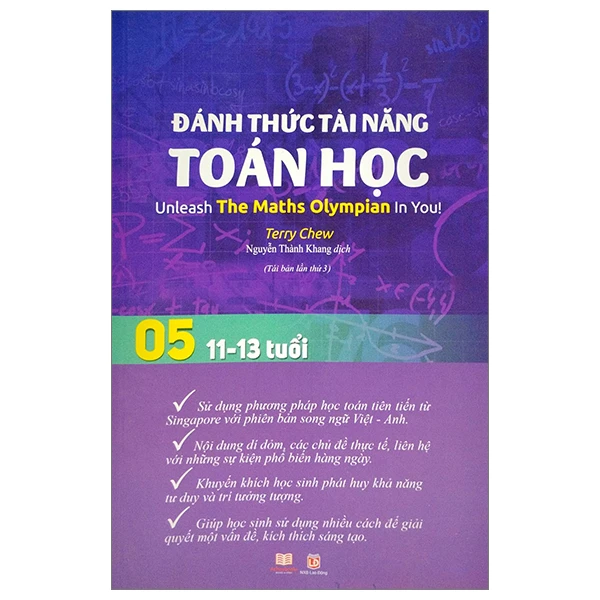 ĐÁNH THỨC TÀI NĂNG
TOÁN HỌC
Unleash The Maths Olympian In You!
Terry Chew
Nguyễn Thành Khang dịch
(Tái bản lần thứ 3)
05 11-13 tuổi
✓ Sử dụng phương pháp học toán tiên tiến từ
Singapore với phiên bản song ngữ Việt - Anh.
✓ Nội dung dí dỏm, các chủ đề thực tế, liên hệ
với những sự kiện phổ biến hàng ngày.
✓ Khuyến khích học sinh phát huy khả năng
tư duy và trí tưởng tượng.
✓ Giúp học sinh sử dụng nhiều cách để giải
quyết một vấn đề, kích thích sáng tạo.
NXB Lao Động